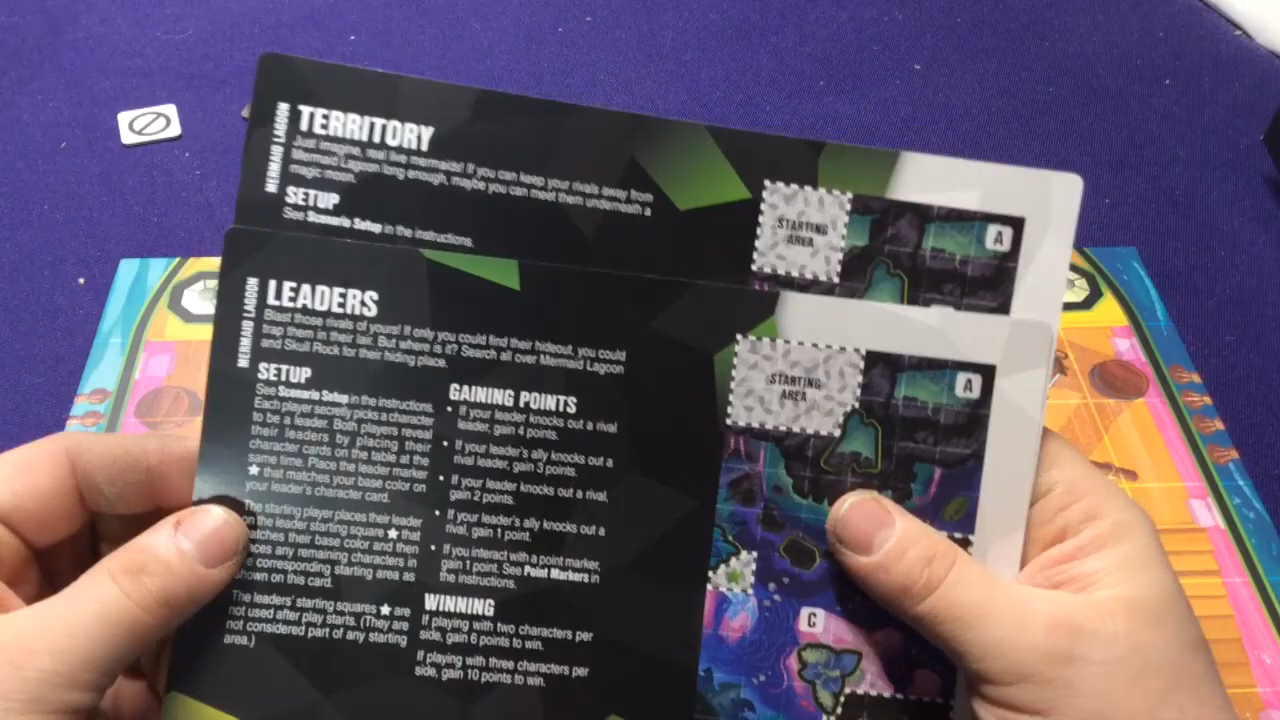 MERMAID LAGOON
TERRITORY
Just imagine, real live mermaids! If you can keep your rivals away from
Mermaid Lagoon long enough, maybe you can meet them underneath a
magic moon.
SETUP
See Scenario Setup in the instructions.
STARTING
AREA
A
MERMAID LAGOON
LEADERS
Blast those rivals of yours! If only you could find their hideout, you could
trap them in their lair. But where is it? Search all over Mermaid Lagoon
and Skull Rock for their hiding place.
SETUP
See Scenario Setup in the instructions.
Each player secretly picks a character
to be a leader. Both players reveal
their leaders by placing their
character cards on the table at the
same time. Place the leader marker
★ that matches your base color on
your leader's character card.
The starting player places their leader
on the leader starting square ★ that
matches their base color and then
any remaining characters in
corresponding starting area as
shown on this card.
The leaders' starting squares ★ are
not used after play starts. (They are
not considered part of any starting
area.)
GAINING POINTS
• If your leader knocks out a rival
leader, gain 4 points.
• If your leader's ally knocks out a
rival leader, gain 3 points.
• If your leader knocks out a rival,
gain 2 points.
• If your leader's ally knocks out a
rival, gain 1 point.
• If you interact with a point marker,
gain 1 point. See Point Markers in
the instructions.
WINNING
If playing with two characters per
side, gain 6 points to win.
If playing with three characters per
side, gain 10 points to win.
STARTING
AREA
A
C